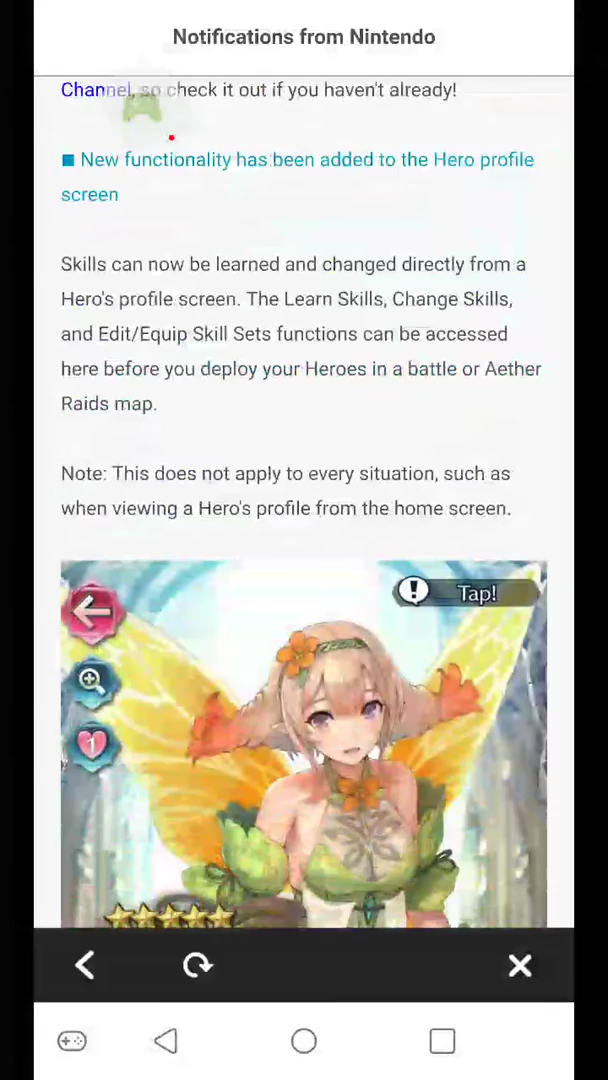 Notifications from Nintendo
Channel, so check it out if you haven't already!
■ New functionality has been added to the Hero profile
screen
Skills can now be learned and changed directly from a
Hero's profile screen. The Learn Skills, Change Skills,
and Edit/Equip Skill Sets functions can be accessed
here before you deploy your Heroes in a battle or Aether
Raids map.
Note: This does not apply to every situation, such as
when viewing a Hero's profile from the home screen.
Tap!
1